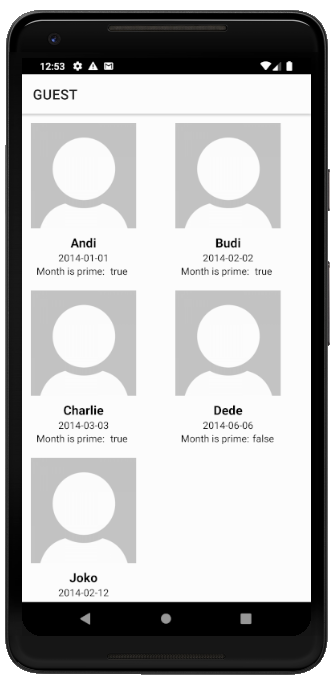 12:53
GUEST
Andi
2014-01-01
Month is prime: true
Budi
2014-02-02
Month is prime: true
Charlie
2014-03-03
Month is prime: true
Dede
2014-06-06
Month is prime: false
Joko
2014-02-12